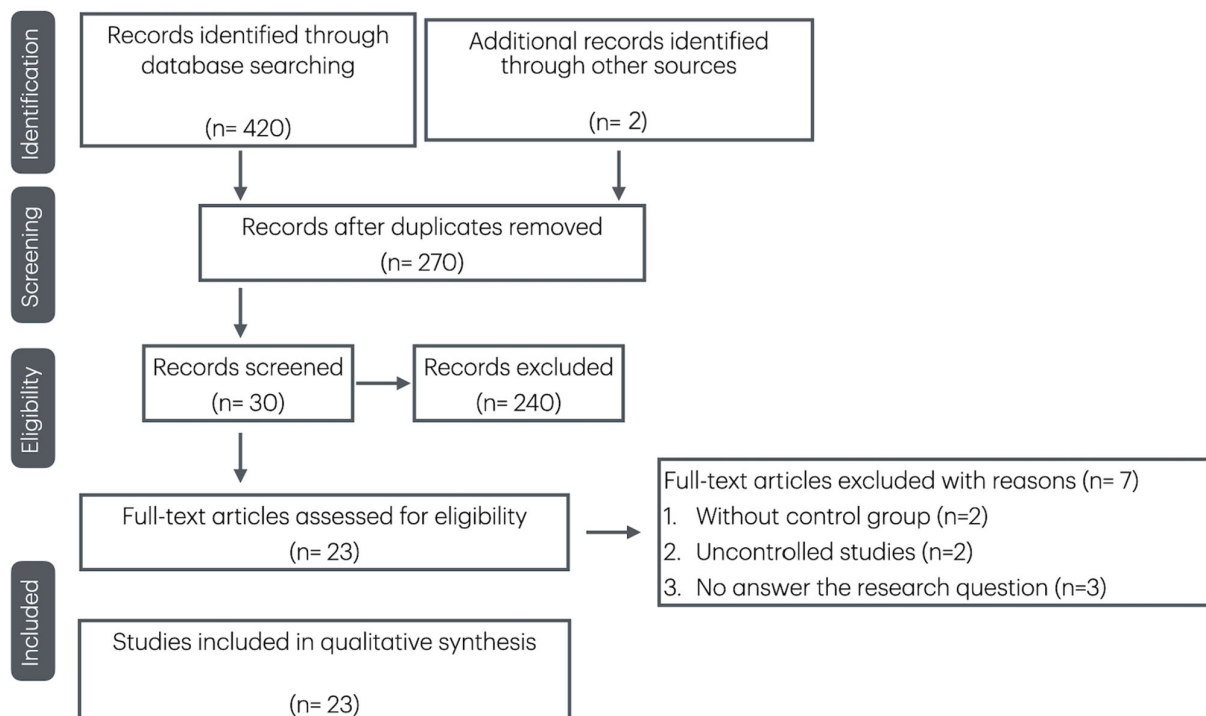 Identification
Records identified through
database searching
(n= 420)
Additional records identified
through other sources
(n= 2)
Screening
Records after duplicates removed
(n= 270)
Eligibility
Records screened
(n= 30)
Records excluded
(n= 240)
Full-text articles assessed for eligibility
(n= 23)
Full-text articles excluded with reasons (n= 7)
1. Without control group (n=2)
2. Uncontrolled studies (n=2)
3. No answer the research question (n=3)
Included
Studies included in qualitative synthesis
(n= 23)